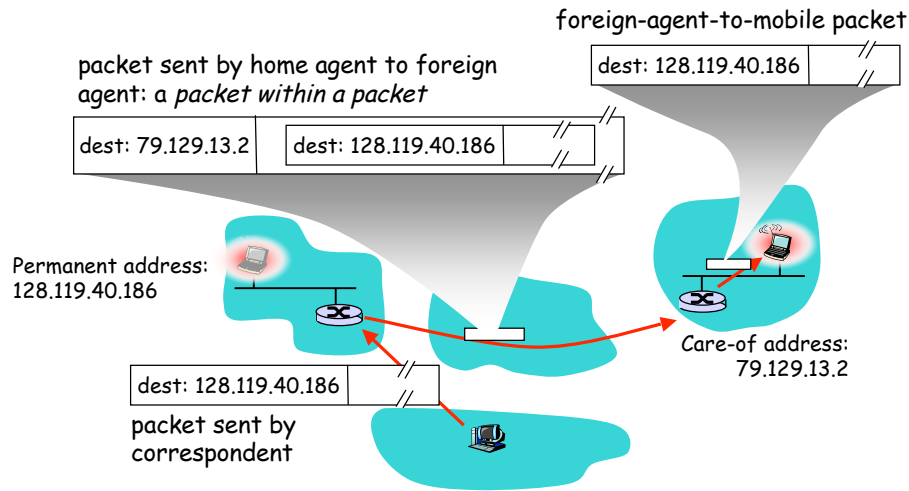 foreign-agent-to-mobile packet
dest: 128.119.40.186
packet sent by home agent to foreign
agent: a packet within a packet
dest: 79.129.13.2
dest: 128.119.40.186
Permanent address:
128.119.40.186
Care-of address:
79.129.13.2
dest: 128.119.40.186
packet sent by
correspondent